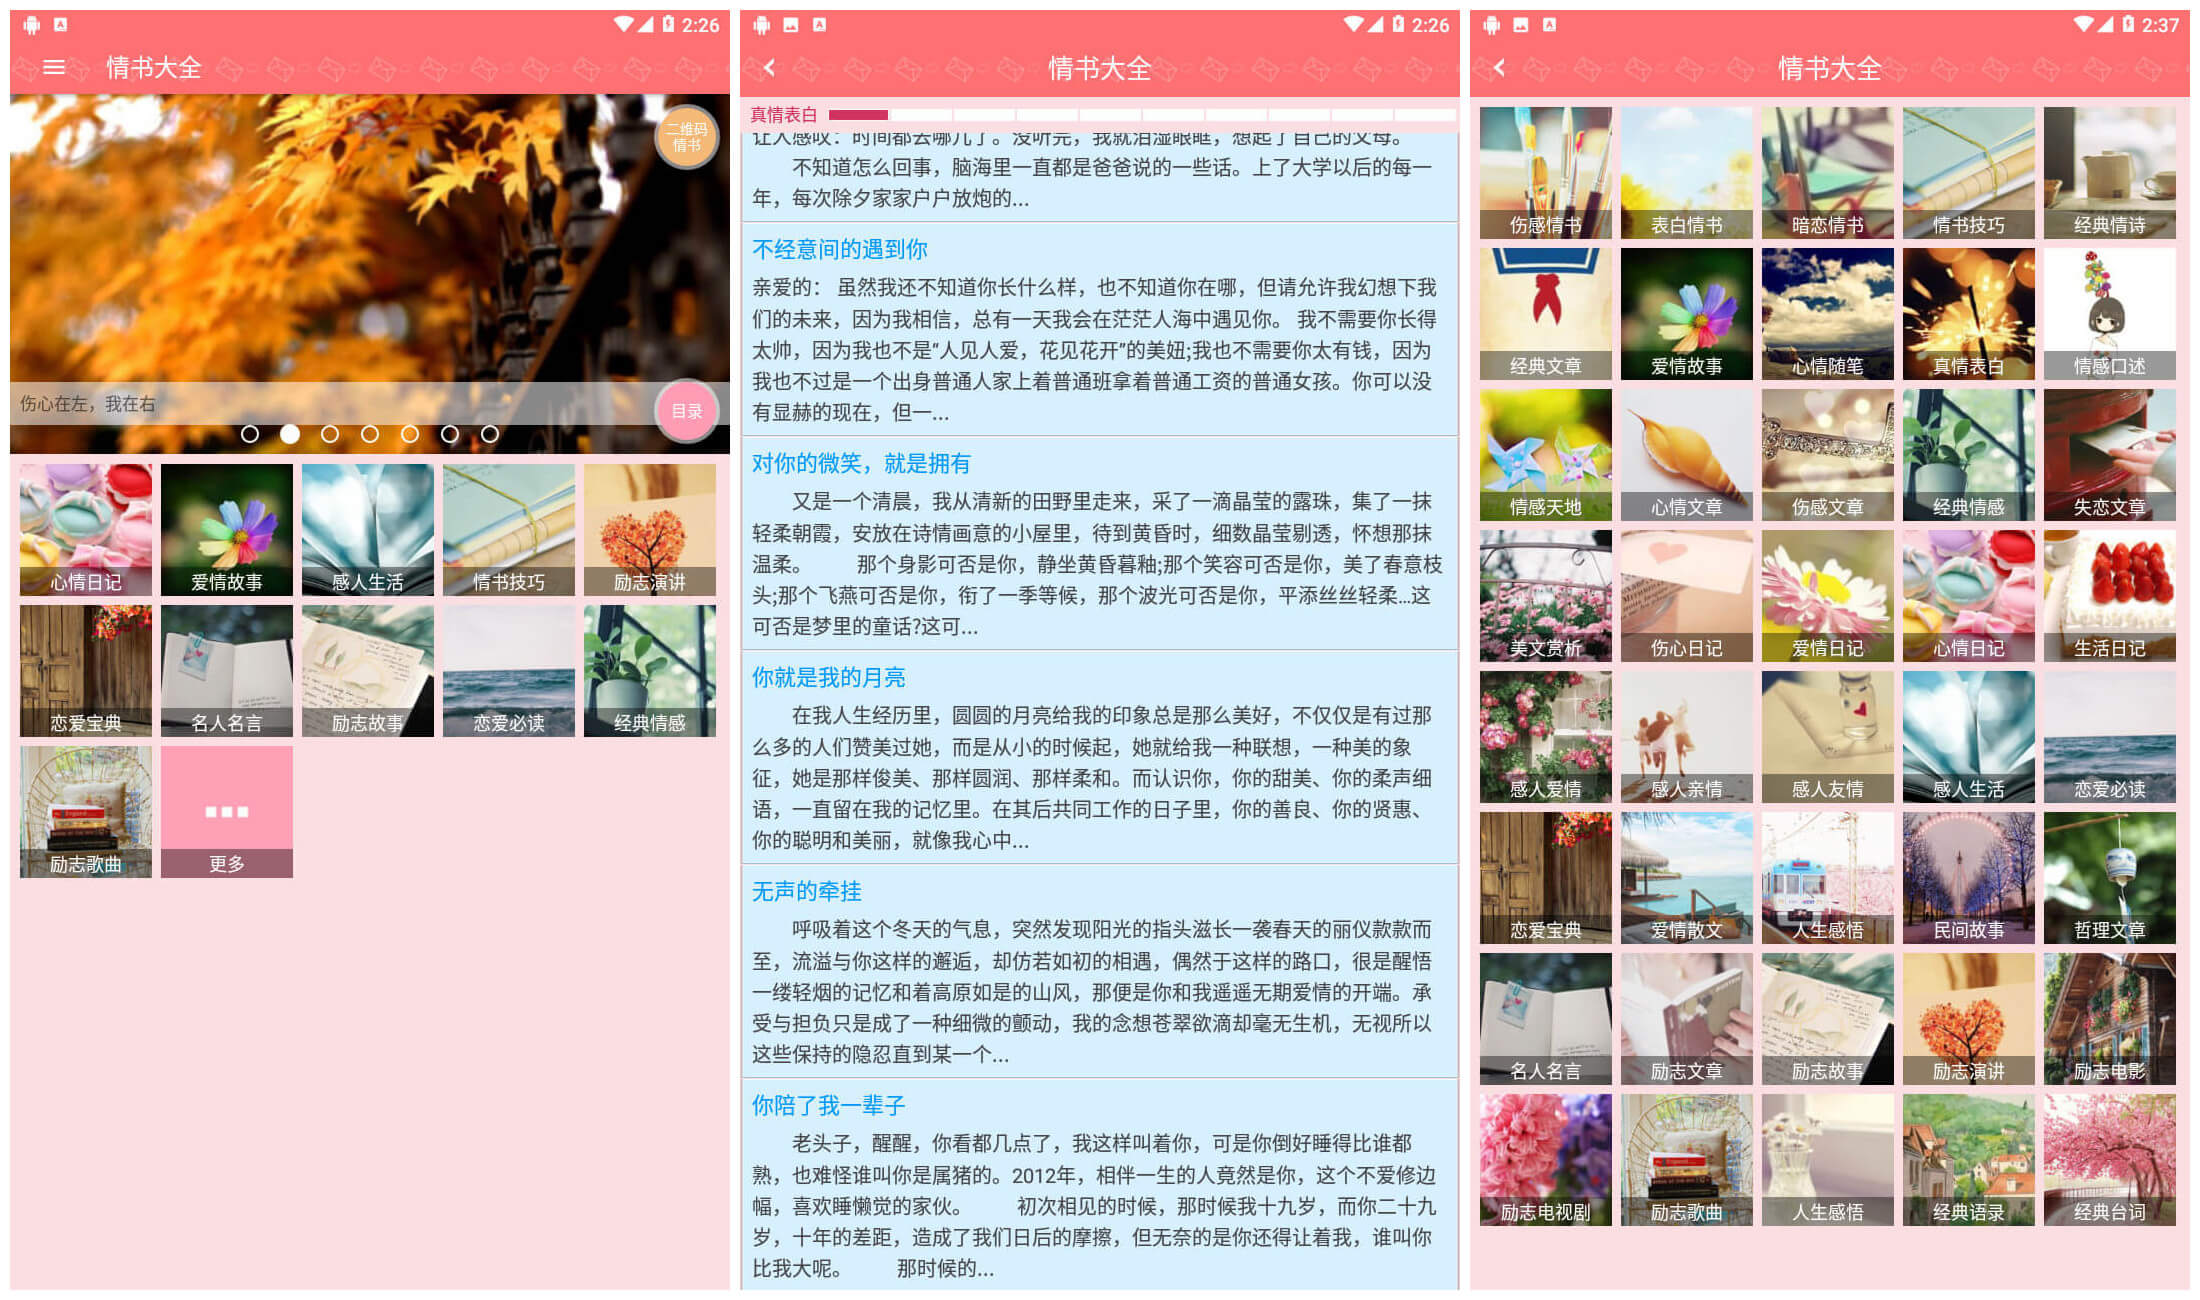 2:26
情书大全
二维码
情书
伤心在左，我在右
目录
心情日记
爱情故事
感人生活
情书技巧
励志演讲
恋爱宝典
名人名言
励志故事
恋爱必读
经典情感
励志歌曲
更多
2:26
情书大全
真情表白
让人感叹：时间都去哪儿了。没听完，我就泪湿眼眶，想起了自己的父母。
不知道怎么回事，脑海里一直都是爸爸说的一些话。上了大学以后的每一
年，每次除夕家家户户放炮的...
不经意间的遇到你
亲爱的： 虽然我还不知道你长什么样，也不知道你在哪，但请允许我幻想下我
们的未来，因为我相信，总有一天我会在茫茫人海中遇见你。 我不需要你长得
太帅，因为我也不是“人见人爱，花见花开”的美妞;我也不需要你太有钱，因为
我也不过是一个出身普通人家上着普通班拿着普通工资的普通女孩。你可以没
有显赫的现在，但一...
对你的微笑，就是拥有
又是一个清晨，我从清新的田野里走来，采了一滴晶莹的露珠，集了一抹
轻柔朝霞，安放在诗情画意的小屋里，待到黄昏时，细数晶莹剔透，怀想那抹
温柔。 那个身影可否是你，静坐黄昏暮釉;那个笑容可否是你，美了春意枝
头;那个飞燕可否是你，衔了一季等候，那个波光可否是你，平添丝丝轻柔...这
可否是梦里的童话?这可...
你就是我的月亮
在我人生经历里，圆圆的月亮给我的印象总是那么美好，不仅仅是有过那
么多的人们赞美过她，而是从小的时候起，她就给我一种联想，一种美的象
征，她是那样俊美、那样圆润、那样柔和。而认识你，你的甜美、你的柔声细
语，一直留在我的记忆里。在其后共同工作的日子里，你的善良、你的贤惠、
你的聪明和美丽，就像我心中...
无声的牵挂
呼吸着这个冬天的气息，突然发现阳光的指头滋长一袭春天的丽仪款款而
至，流溢与你这样的邂逅，却仿若如初的相遇，偶然于这样的路口，很是醒悟
一缕轻烟的记忆和着高原如是的山风，那便是你和我遥遥无期爱情的开端。承
受与担负只是成了一种细微的颤动，我的念想苍翠欲滴却毫无生机，无视所以
这些保持的隐忍直到某一个...
你陪了我一辈子
老头子，醒醒，你看都几点了，我这样叫着你，可是你倒好睡得比谁都
熟，也难怪谁叫你是属猪的。2012年，相伴一生的人竟然是你，这个不爱修边
幅，喜欢睡懒觉的家伙。 初次相见的时候，那时候我十九岁，而你二十九
岁，十年的差距，造成了我们日后的摩擦，但无奈的是你还得让着我，谁叫你
比我大呢。 那时候的...
2:37
情书大全
伤感情书
表白情书
暗恋情书
情书技巧
经典情诗
经典文章
爱情故事
心情随笔
真情表白
情感口述
情感天地
心情文章
伤感文章
经典情感
失恋文章
美文赏析
伤心日记
爱情日记
心情日记
生活日记
感人爱情
感人亲情
感人友情
感人生活
恋爱必读
恋爱宝典
爱情散文
人生感悟
民间故事
哲理文章
名人名言
励志文章
励志故事
励志演讲
励志电影
励志电视剧
励志歌曲
人生感悟
经典语录
经典台词